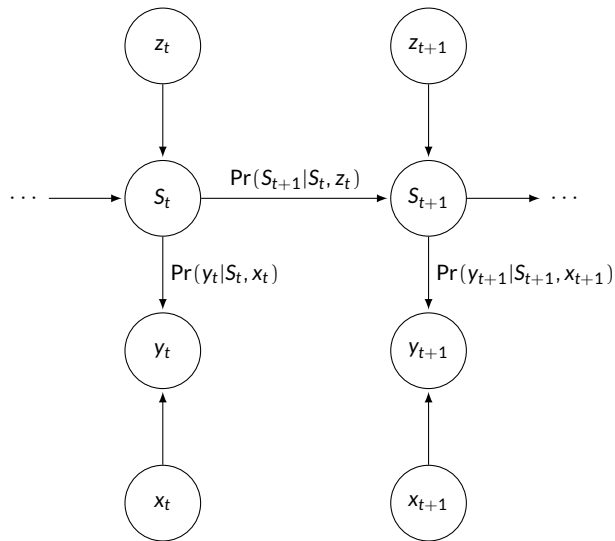 z_t z_{t+1}
Pr(S_{t+1}|S_t, z_t)
⋯ S_t S_{t+1} ⋯
Pr(y_t|S_t, x_t) Pr(y_{t+1}|S_{t+1}, x_{t+1})
y_t y_{t+1}
x_t x_{t+1}